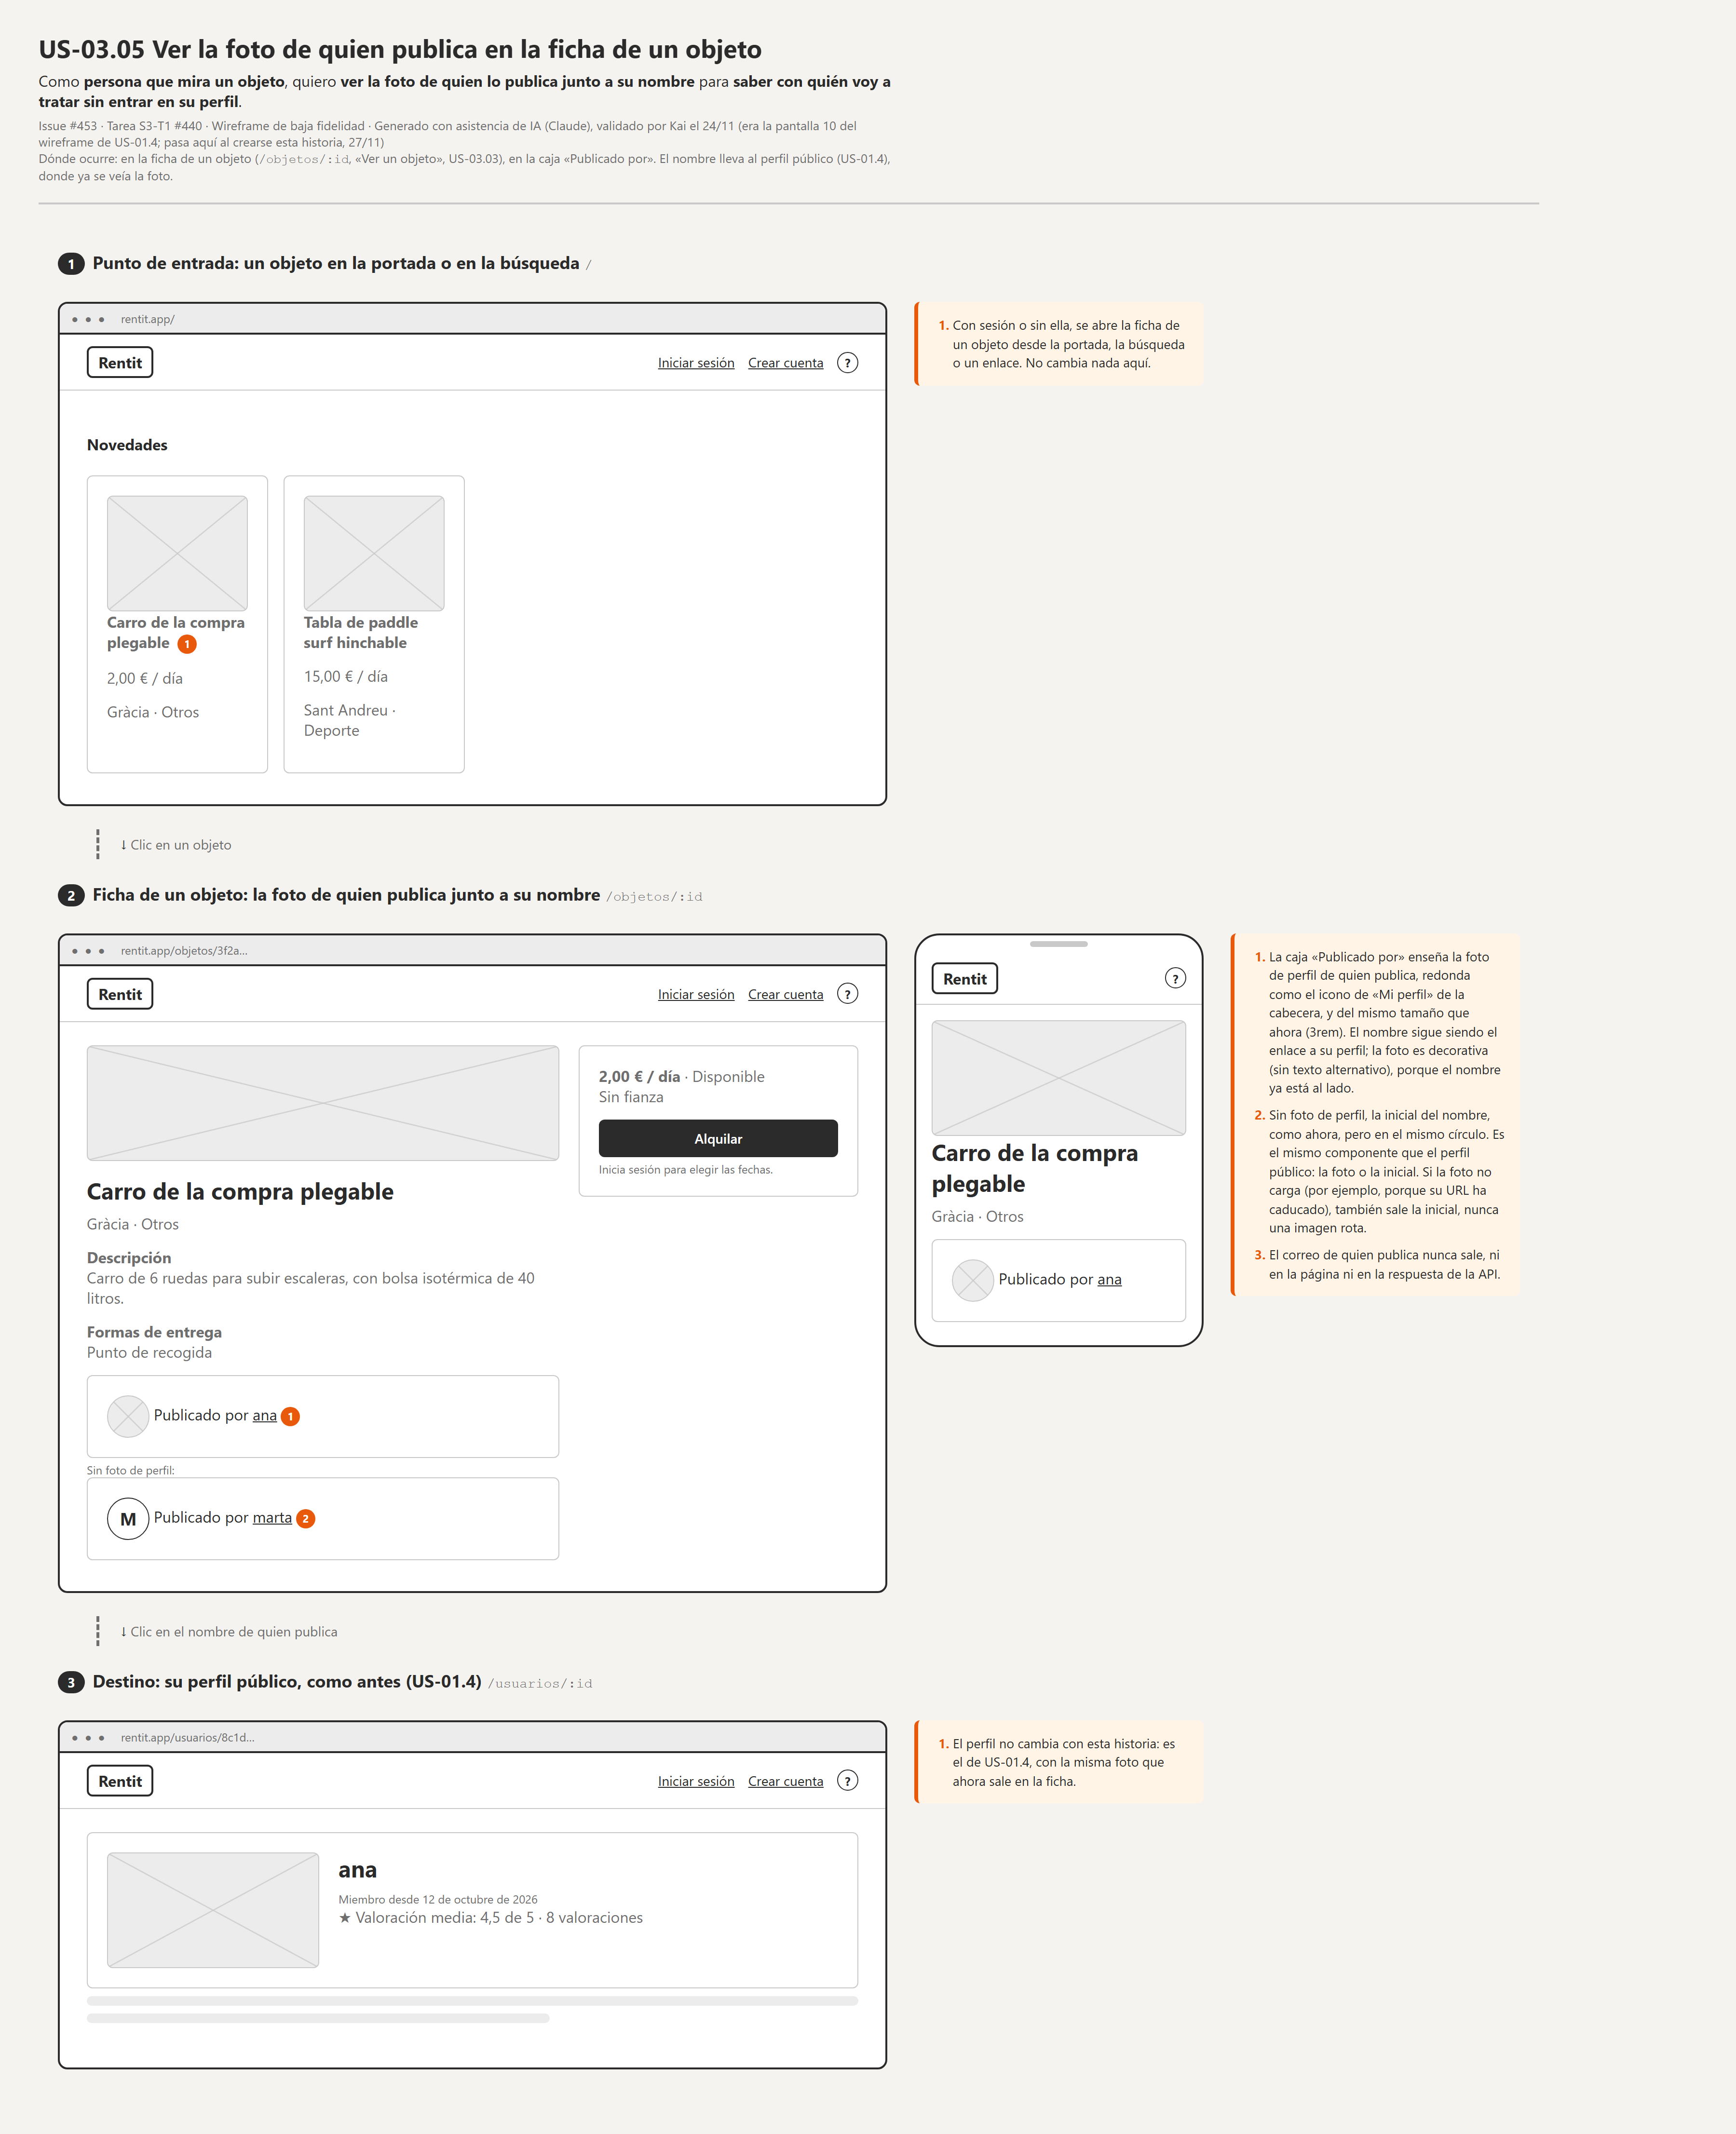 US-03.05 Ver la foto de quien publica en la ficha de un objeto
Como persona que mira un objeto, quiero ver la foto de quien lo publica junto a su nombre para saber con quién voy a
tratar sin entrar en su perfil.
Issue #453 · Tarea S3-T1 #440 · Wireframe de baja fidelidad · Generado con asistencia de IA (Claude), validado por Kai el 24/11 (era la pantalla 10 del
wireframe de US-01.4; pasa aquí al crearse esta historia, 27/11)
Dónde ocurre: en la ficha de un objeto (/objetos/:id, «Ver un objeto», US-03.03), en la caja «Publicado por». El nombre lleva al perfil público (US-01.4),
donde ya se veía la foto.
1 Punto de entrada: un objeto en la portada o en la búsqueda /
rentit.app/
Rentit
Iniciar sesión Crear cuenta ?
Novedades
Carro de la compra
plegable 1
2,00 € / día
Gràcia · Otros
Tabla de paddle
surf hinchable
15,00 € / día
Sant Andreu ·
Deporte
1. Con sesión o sin ella, se abre la ficha de
un objeto desde la portada, la búsqueda
o un enlace. No cambia nada aquí.
↓ Clic en un objeto
2 Ficha de un objeto: la foto de quien publica junto a su nombre /objetos/:id
rentit.app/objetos/3f2a...
Rentit
Iniciar sesión Crear cuenta ?
2,00 € / día · Disponible
Sin fianza
Alquilar
Inicia sesión para elegir las fechas.
Carro de la compra plegable
Gràcia · Otros
Descripción
Carro de 6 ruedas para subir escaleras, con bolsa isotérmica de 40
litros.
Formas de entrega
Punto de recogida
Publicado por ana 1
Sin foto de perfil:
M Publicado por marta 2
Rentit
?
Carro de la compra
plegable
Gràcia · Otros
Publicado por ana
1. La caja «Publicado por» enseña la foto
de perfil de quien publica, redonda
como el icono de «Mi perfil» de la
cabecera, y del mismo tamaño que
ahora (3rem). El nombre sigue siendo el
enlace a su perfil; la foto es decorativa
(sin texto alternativo), porque el nombre
ya está al lado.
2. Sin foto de perfil, la inicial del nombre,
como ahora, pero en el mismo círculo. Es
el mismo componente que el perfil
público: la foto o la inicial. Si la foto no
carga (por ejemplo, porque su URL ha
caducado), también sale la inicial, nunca
una imagen rota.
3. El correo de quien publica nunca sale, ni
en la página ni en la respuesta de la API.
↓ Clic en el nombre de quien publica
3 Destino: su perfil público, como antes (US-01.4) /usuarios/:id
rentit.app/usuarios/8c1d...
Rentit
Iniciar sesión Crear cuenta ?
ana
Miembro desde 12 de octubre de 2026
★ Valoración media: 4,5 de 5 · 8 valoraciones
1. El perfil no cambia con esta historia: es
el de US-01.4, con la misma foto que
ahora sale en la ficha.